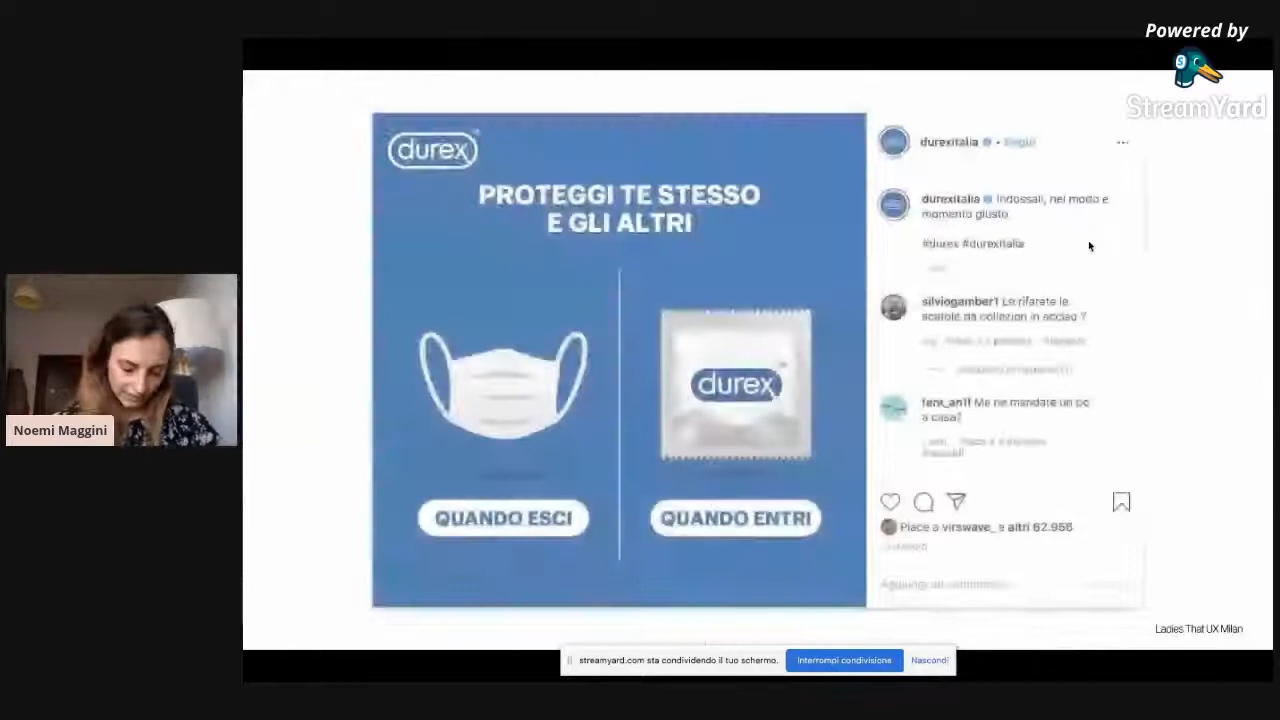 Powered by
StreamYard
durex
PROTEGGI TE STESSO
E GLI ALTRI
durex
QUANDO ESCI
QUANDO ENTRI
durexitalia • Segui
durexitalia Indossali, nel modo e
momento giusto
#durex #durexitalia
silviogamber1 Le rifarete le
scatole da collezion in acciao ?
Me ne mandate un po
a casa?
Piace a virswave_ e altri 62.956
Noemi Maggini
Ladies That UX Milan
streamyard.com sta condividendo il tuo schermo.
Interrompi condivisione
Nascondi